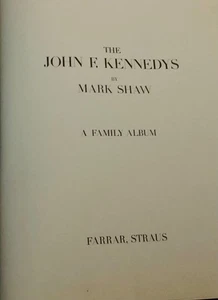 THE
JOHN F. KENNEDYS
BY
MARK SHAW
A FAMILY ALBUM
FARRAR, STRAUS